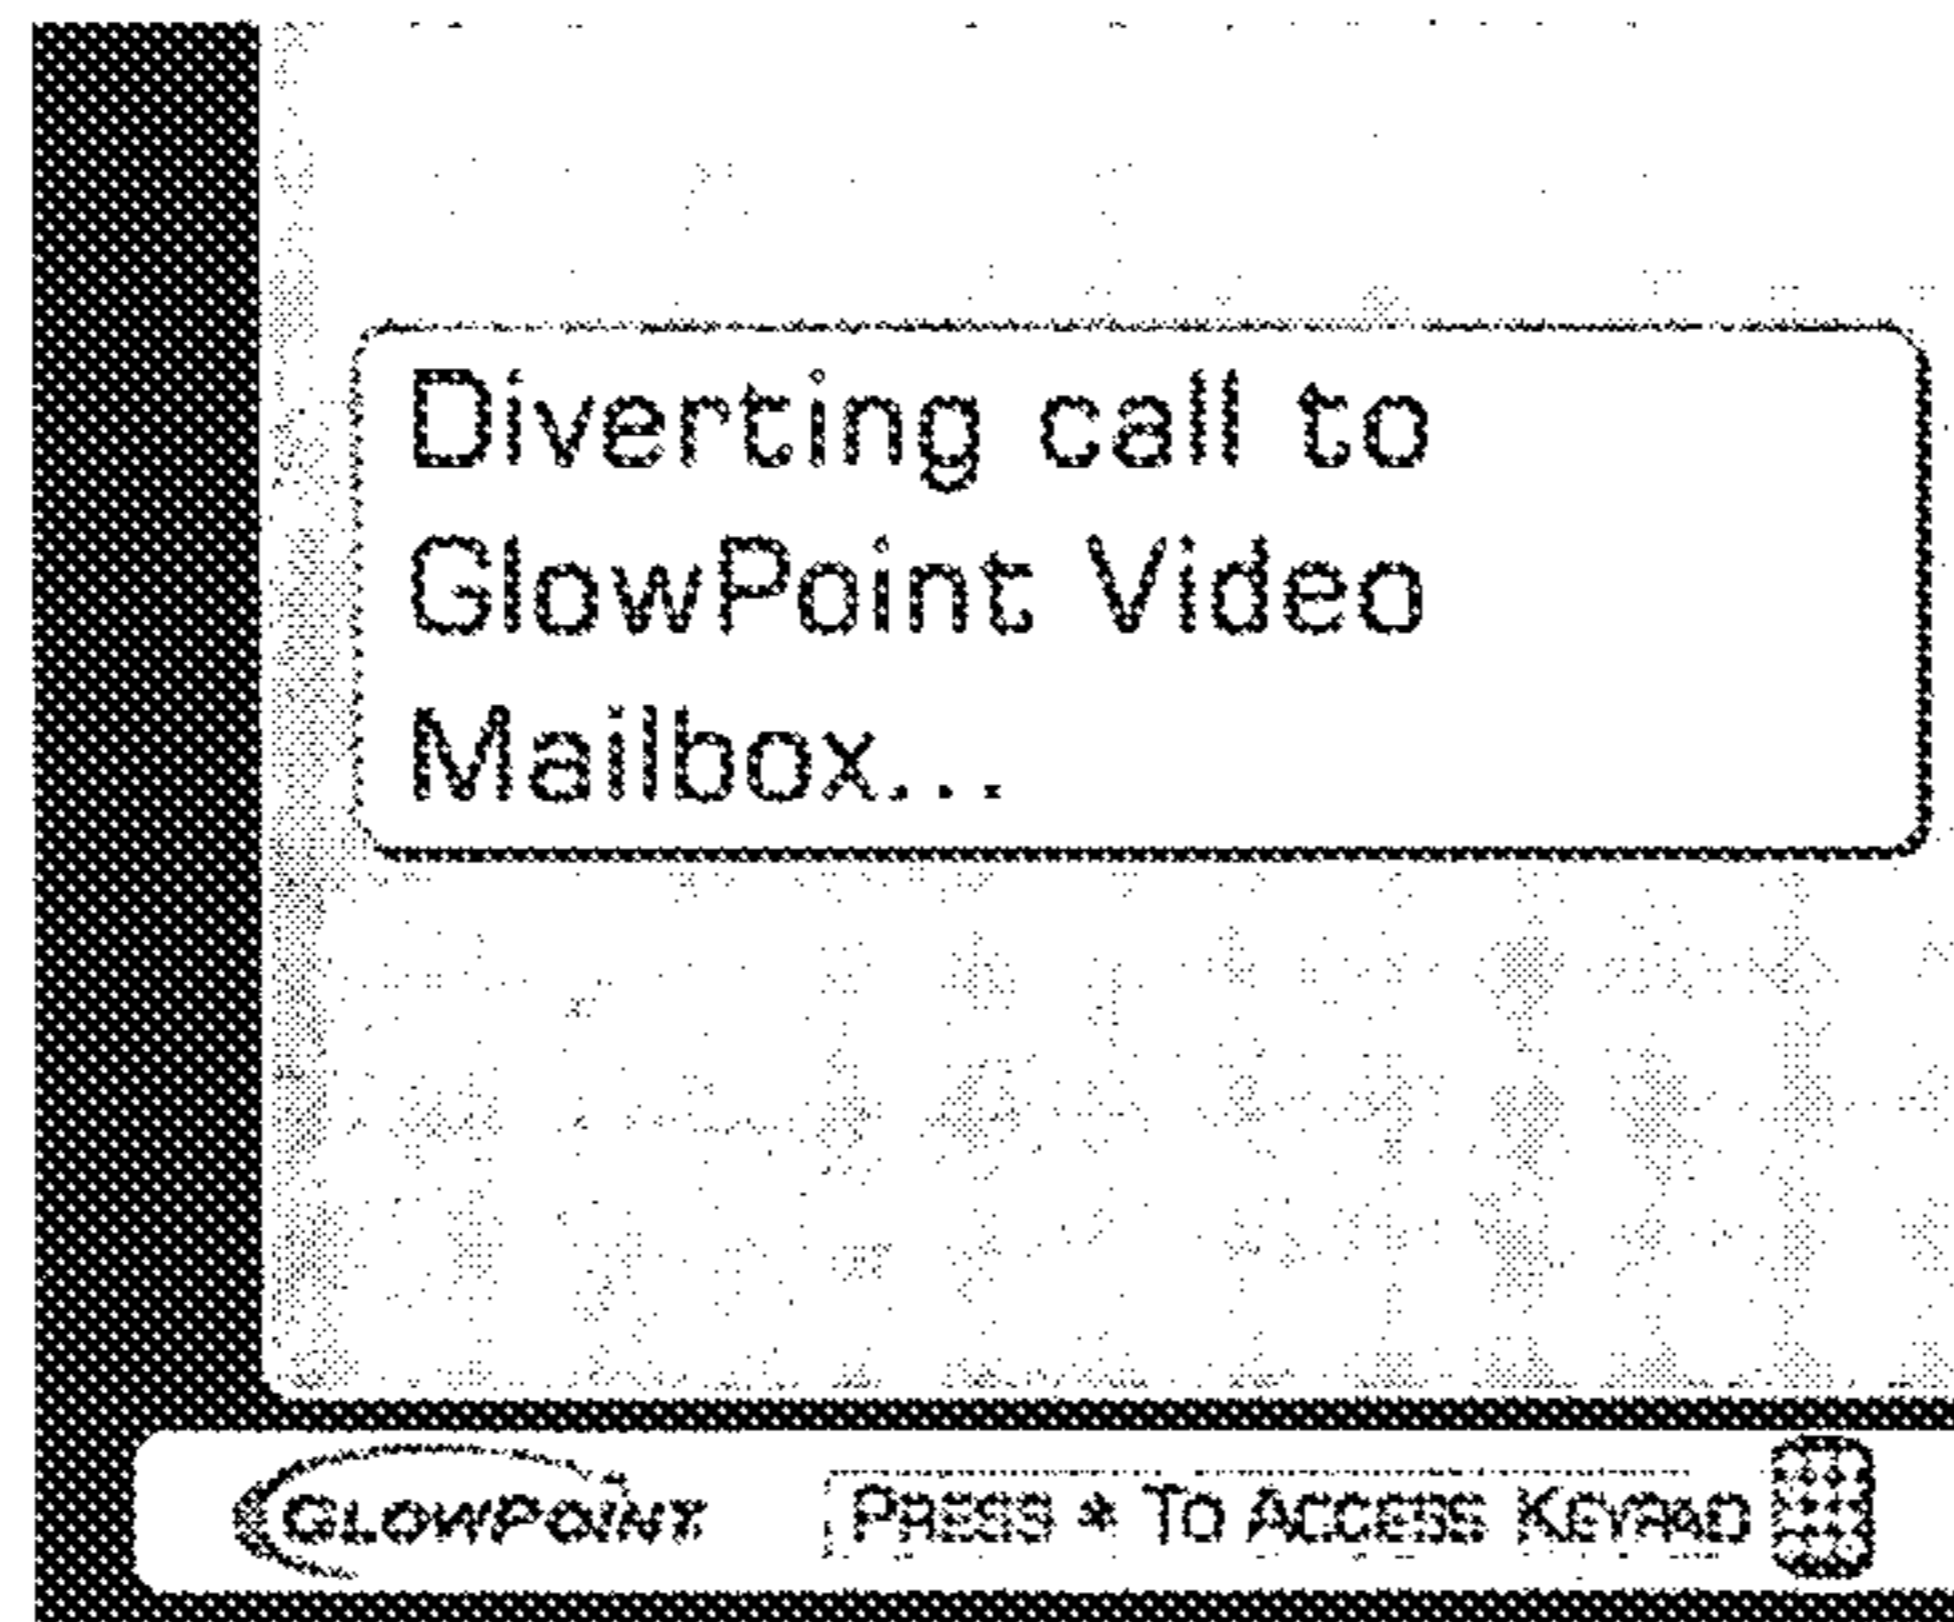 Diverting call to
GlowPoint Video
Mailbox...
GLOWPOINT
PRESS * TO ACCESS KEYPAD